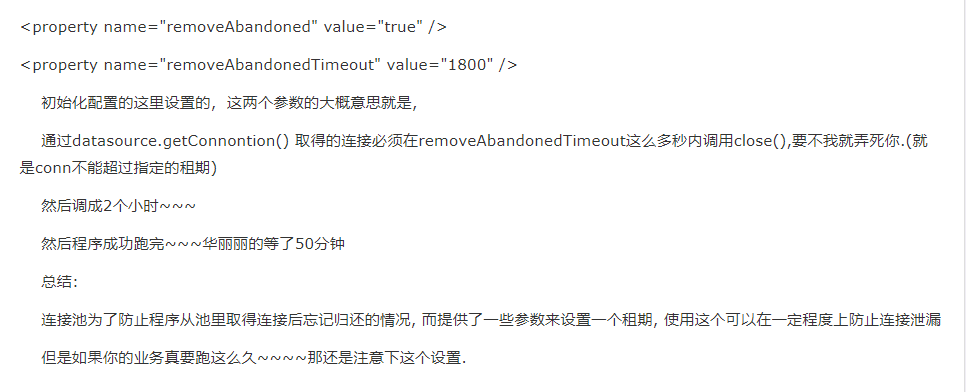 <property name="removeAbandoned" value="true" />
<property name="removeAbandonedTimeout" value="1800" />
初始化配置的这里设置的，这两个参数的大概意思就是，
通过datasource.getConnontion() 取得的连接必须在removeAbandonedTimeout这么多秒内调用close(),要不我就弄死你.(就
是conn不能超过指定的租期)
然后调成2个小时~~~
然后程序成功跑完~~~华丽丽的等了50分钟
总结：
连接池为了防止程序从池里取得连接后忘记归还的情况, 而提供了一些参数来设置一个租期, 使用这个可以在一定程度上防止连接泄漏
但是如果你的业务真要跑这么久~~~~那还是注意下这个设置.